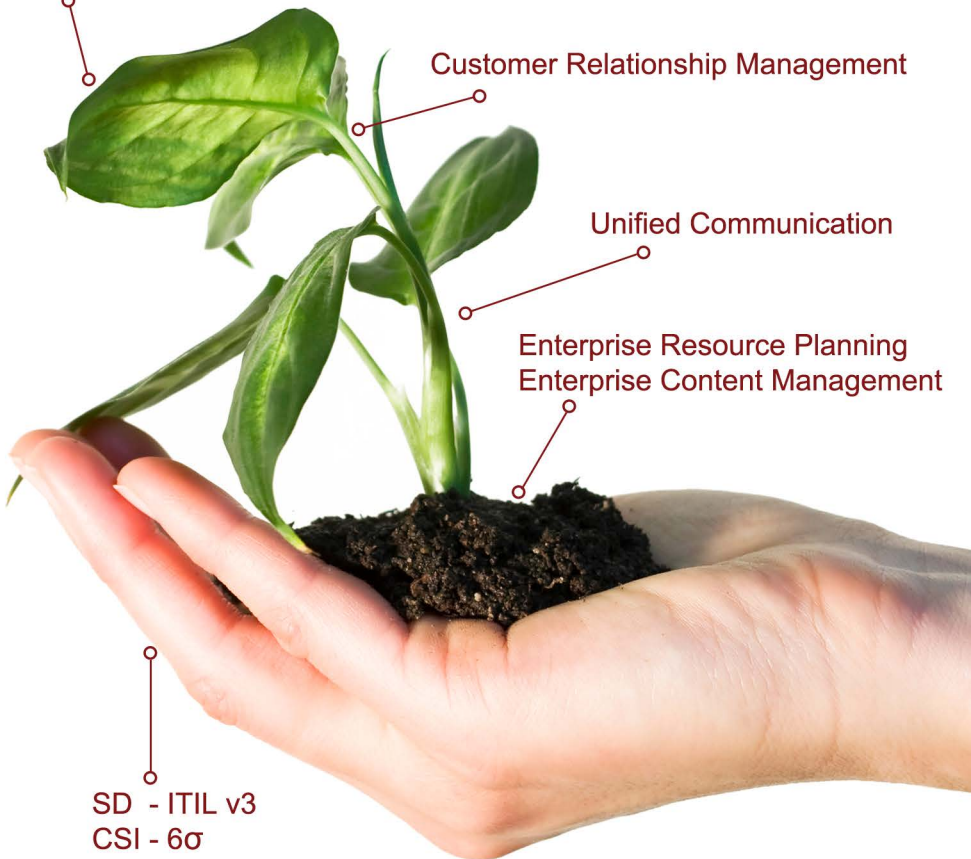 Customer Relationship Management
Unified Communication
Enterprise Resource Planning
Enterprise Content Management
SD - ITIL v3
CSI - 6σ